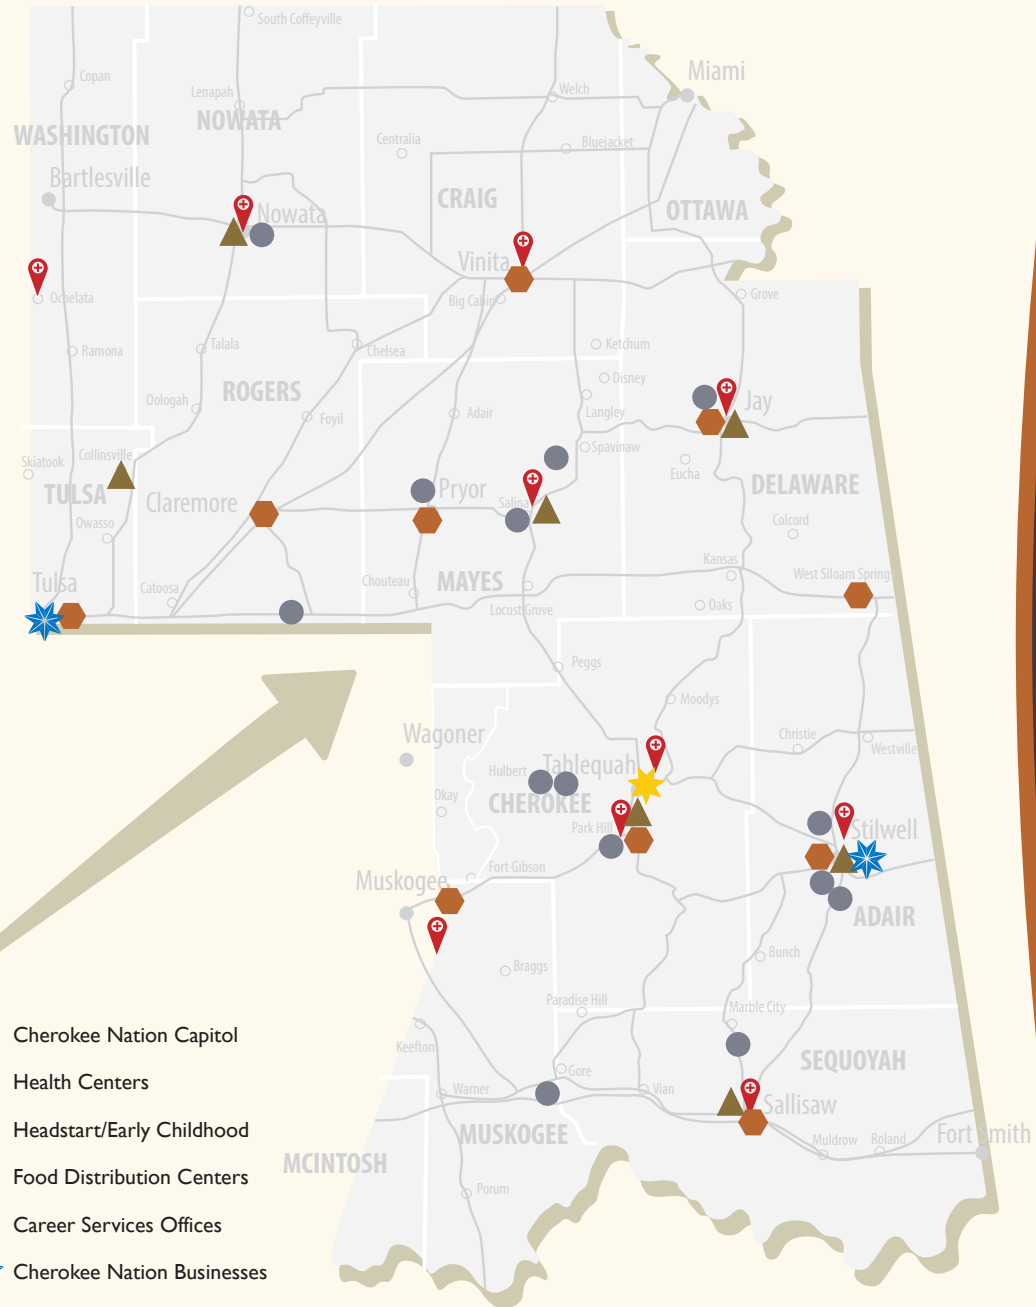 South Coffeyville
Miami
Copan
Lenapah
Welch
NOWATA
WASHINGTON
Centralia
Bluejacket
Bartlesville
CRAIG
OTTAWA
Nowata
Vinita
Ochelata
Big Cabin
Grove
Ramona
Talala
Chelsea
Ketchum
Disney
ROGERS
Oologah
Foyil
Adair
Langley
Jay
Collinsville
Spavinaw
Skiatook
Eucha
TULSA
Claremore
Pryor
Salina
DELAWARE
Owasso
Colcord
Tulsa
Catoosa
Chouteau
MAYES
Kansas
West Siloam Springs
Locust Grove
Oaks
Peggs
Moodys
Wagoner
Christie
Westville
Hulbert
Tahlequah
Okay
CHEROKEE
Park Hill
Stilwell
Fort Gibson
Muskogee
ADAIR
Braggs
Bunch
Paradise Hill
Marble City
Keefton
SEQUOYAH
Gore
Warner
Vian
Sallisaw
MUSKOGEE
Muldrow
Roland
Fort Smith
MCINTOSH
Porum
Cherokee Nation Capitol
Health Centers
Headstart/Early Childhood
Food Distribution Centers
Career Services Offices
Cherokee Nation Businesses